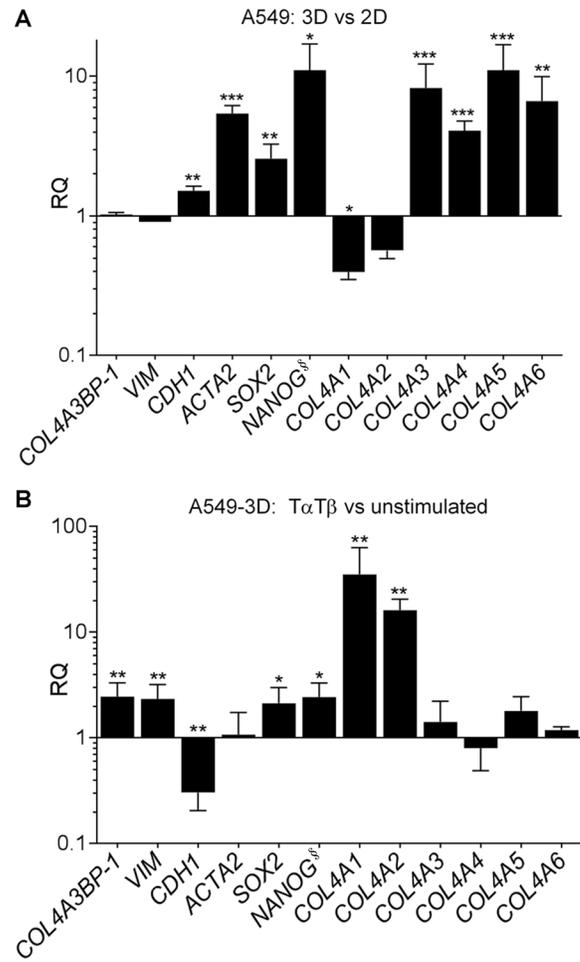 A
A549: 3D vs 2D
RQ
10
1
0.1
* *** ** *** *** *** ** ** * *
COL4A3BP-1 VIM CDH1 ACTA2 SOX2 NANOG§ COL4A1 COL4A2 COL4A3 COL4A4 COL4A5 COL4A6
B
A549-3D: TαTβ vs unstimulated
RQ
100
10
1
0.1
** ** ** * * ** **
COL4A3BP-1 VIM CDH1 ACTA2 SOX2 NANOG§ COL4A1 COL4A2 COL4A3 COL4A4 COL4A5 COL4A6